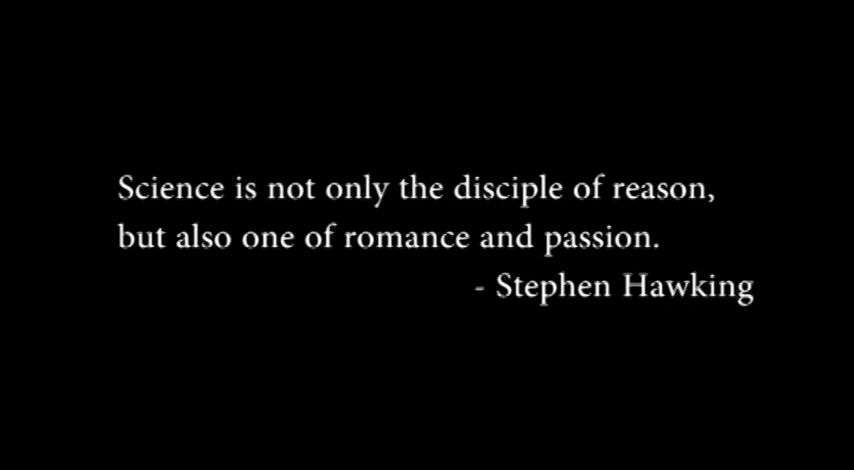 Science is not only the disciple of reason,
but also one of romance and passion.
- Stephen Hawking